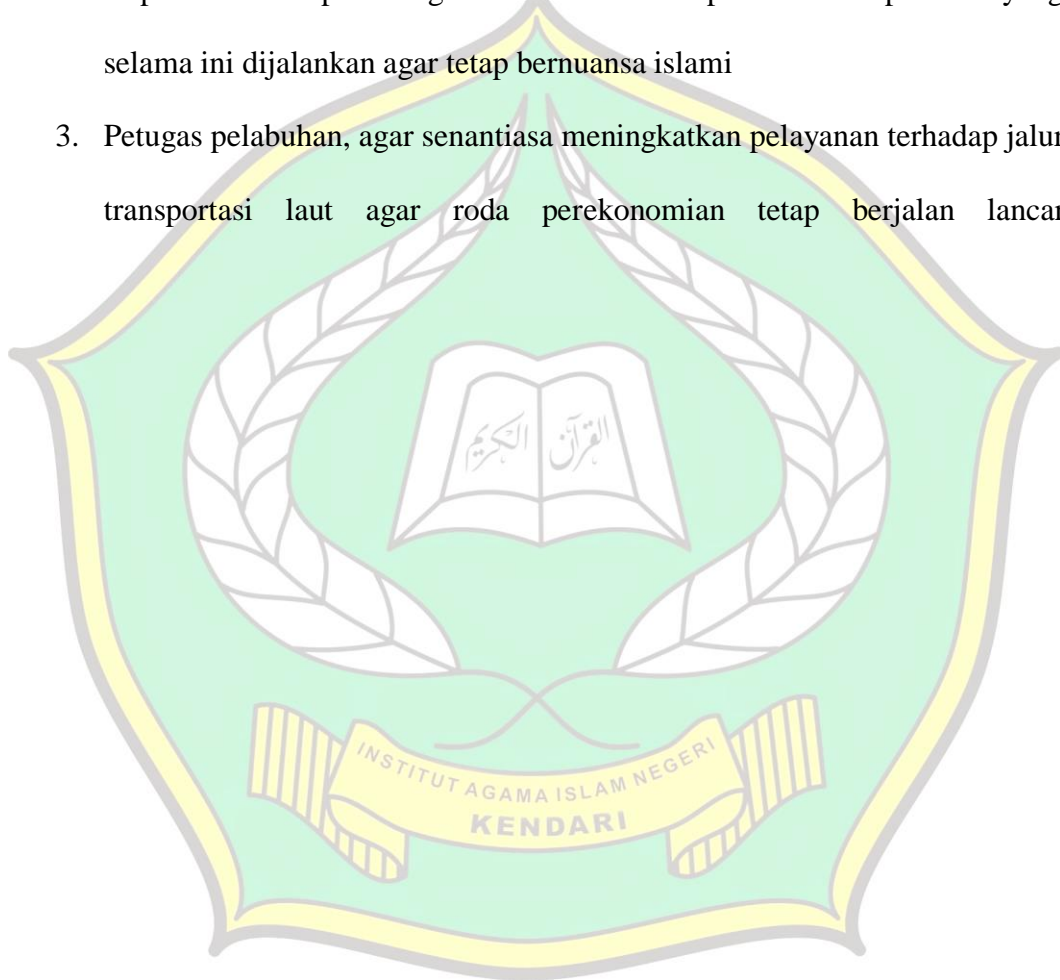 selama ini dijalankan agar tetap bernuansa islami
3. Petugas pelabuhan, agar senantiasa meningkatkan pelayanan terhadap jalur
transportasi laut agar roda perekonomian tetap berjalan lancar
القرآن الكريم
INSTITUT AGAMA ISLAM NEGERI
KENDARI